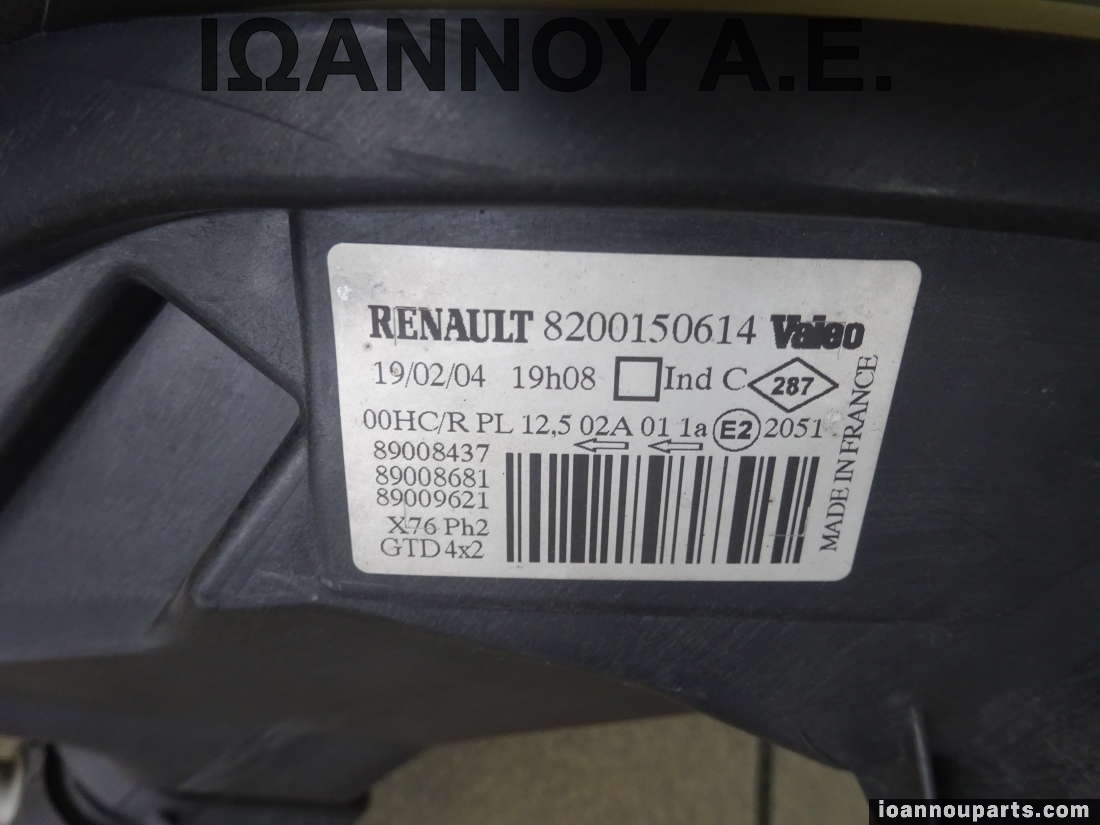 ΙΩΑΝΝΟΥ Α.Ε.
RENAULT 8200150614 Valeo
19/02/04 19h08 Ind C 287
00HC/R PL 12,5 02A 01 1a E2 2051
89008437
89008681
89009621
X76 Ph2
GTD 4x2
MADE IN FRANCE
ioannouparts.com